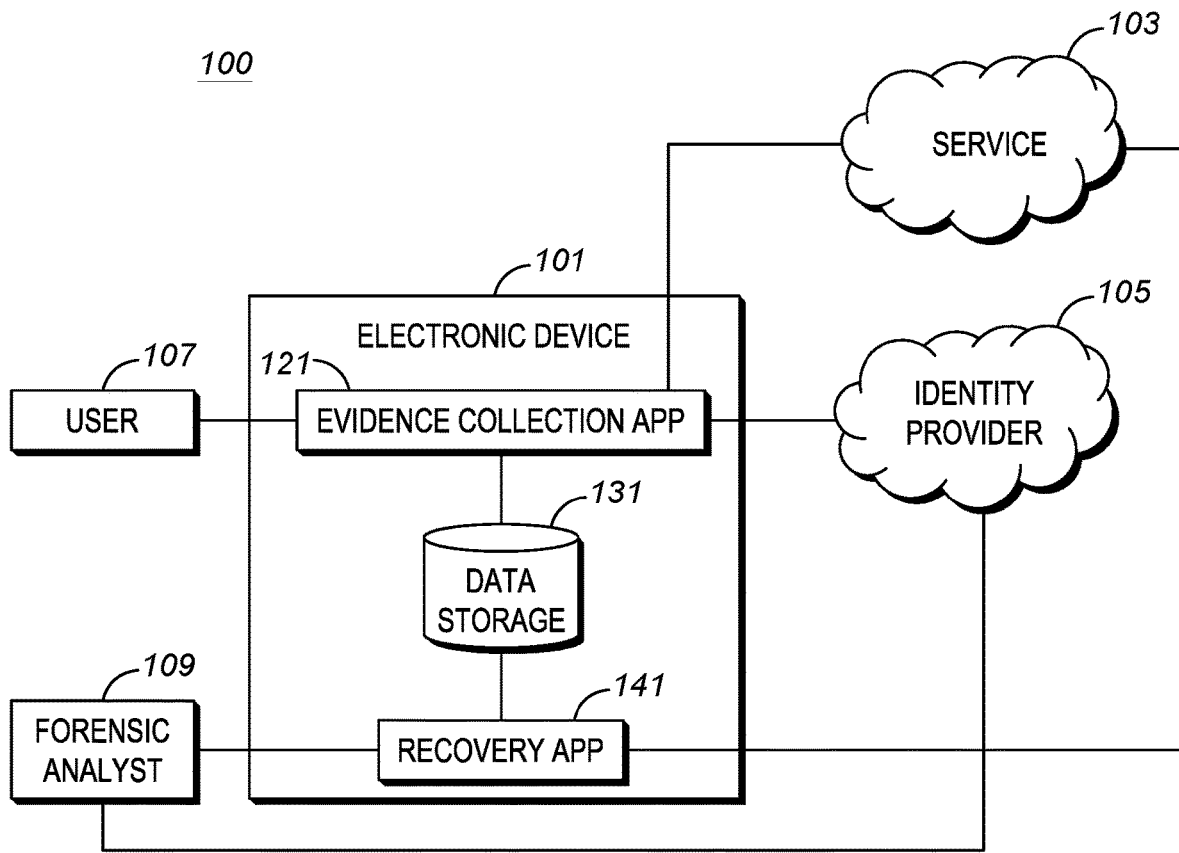 100
103
SERVICE
101
ELECTRONIC DEVICE
105
IDENTITY
PROVIDER
107
USER
121
EVIDENCE COLLECTION APP
131
DATA
STORAGE
109
FORENSIC
ANALYST
141
RECOVERY APP